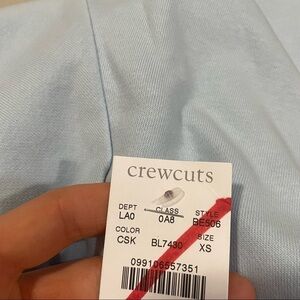 crewcuts
DEPT CLASS STYLE
LA0 0A8 BE506
COLOR SIZE
CSK BL7430 XS
099106557351